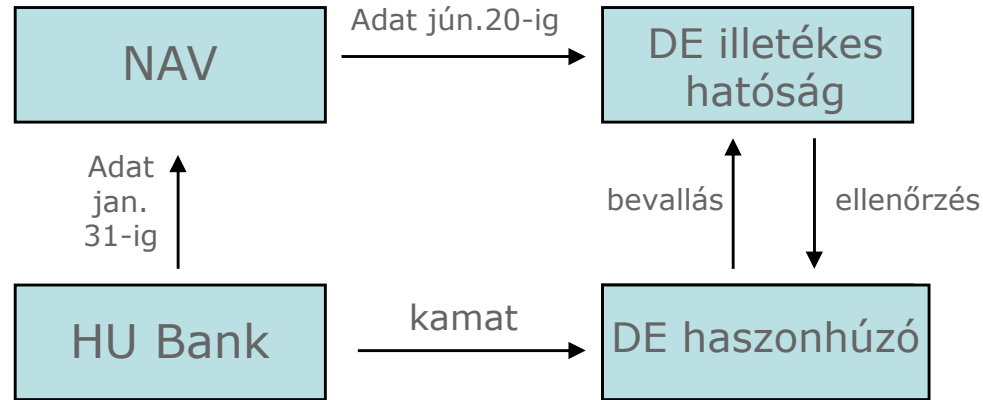 NAV
Adat jún.20-ig
DE illetékes
hatóság
Adat
jan.
31-ig
bevallás
ellenőrzés
HU Bank
kamat
DE haszonhúzó